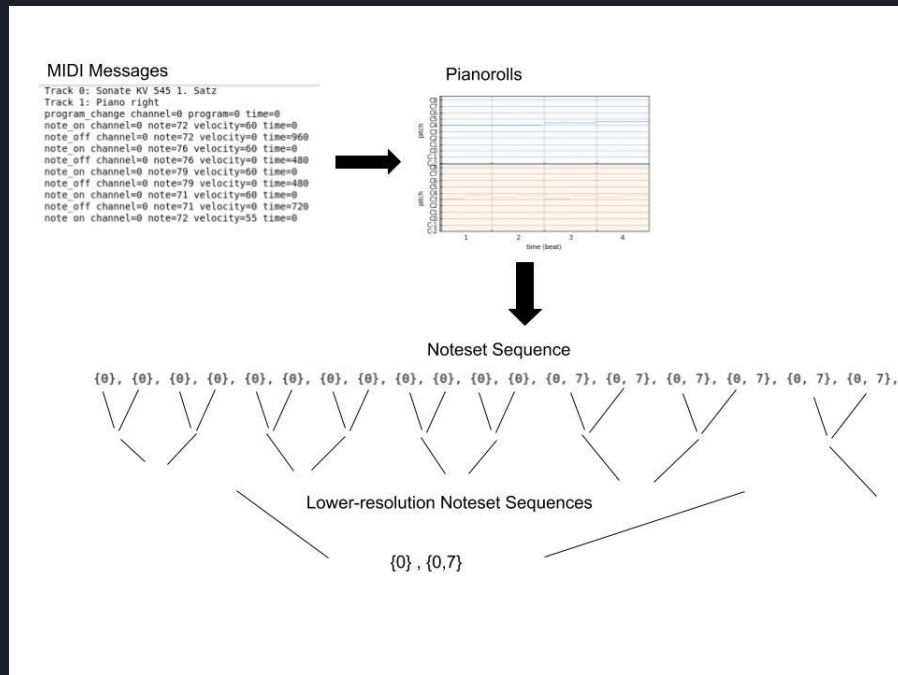 MIDI Messages
Track 0: Sonate KV 545 1. Satz
Track 1: Piano right
program_change channel=0 program=0 time=0
note_on channel=0 note=72 velocity=60 time=0
note_off channel=0 note=72 velocity=0 time=960
note_on channel=0 note=76 velocity=60 time=0
note_off channel=0 note=76 velocity=0 time=480
note_on channel=0 note=79 velocity=60 time=0
note_off channel=0 note=79 velocity=0 time=480
note_on channel=0 note=71 velocity=60 time=0
note_off channel=0 note=71 velocity=0 time=720
note_on channel=0 note=72 velocity=55 time=0
Pianorolls
pitch
pitch
1 2 3 4
time (beat)
Noteset Sequence
{0}, {0}, {0}, {0}, {0}, {0}, {0}, {0}, {0}, {0}, {0}, {0}, {0, 7}, {0, 7}, {0, 7}, {0, 7}, {0, 7}, {0, 7},
Lower-resolution Noteset Sequences
{0} , {0,7}